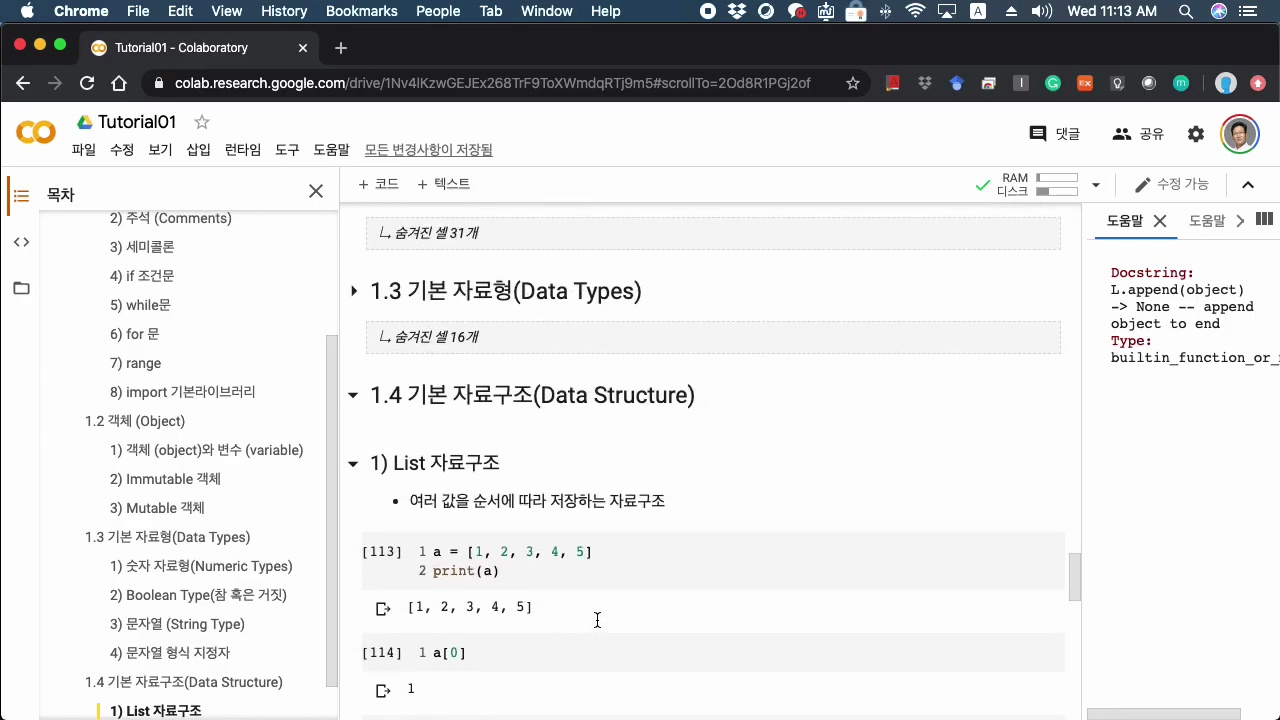 Chrome File Edit View History Bookmarks People Tab Window Help A Wed 11:13 AM
Tutorial01 - Colaboratory
colab.research.google.com/drive/1Nv4lKzwGEJEx268TrF9ToXWmdqRTj9m5#scrollTo=2Od8R1PGj2of
Tutorial01
댓글 공유
파일 수정 보기 삽입 런타임 도구 도움말 모든 변경사항이 저장됨
목차
+ 코드 + 텍스트
RAM
디스크
수정 가능
2) 주석 (Comments)
3) 세미콜론
4) if 조건문
5) while문
6) for 문
7) range
8) import 기본라이브러리
1.2 객체 (Object)
1) 객체 (object)와 변수 (variable)
2) Immutable 객체
3) Mutable 객체
1.3 기본 자료형(Data Types)
1) 숫자 자료형(Numeric Types)
2) Boolean Type(참 혹은 거짓)
3) 문자열 (String Type)
4) 문자열 형식 지정자
1.4 기본 자료구조(Data Structure)
1) List 자료구조
숨겨진 셀 31개
1.3 기본 자료형(Data Types)
숨겨진 셀 16개
1.4 기본 자료구조(Data Structure)
1) List 자료구조
• 여러 값을 순서에 따라 저장하는 자료구조
[113] 1 a = [1, 2, 3, 4, 5]
2 print(a)
[1, 2, 3, 4, 5]
[114] 1 a[0]
1
도움말 도움말
Docstring:
L.append(object)
-> None -- append
object to end
Type:
builtin_function_or_